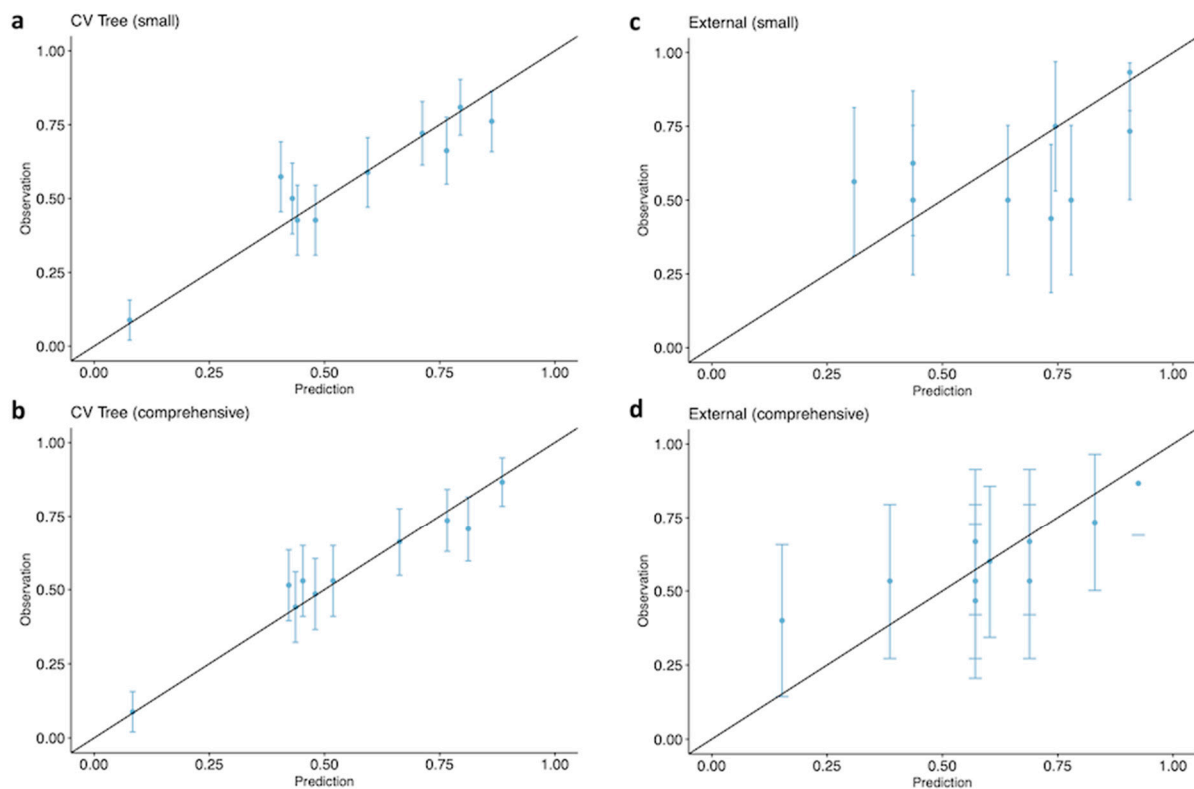 a
CV Tree (small)
1.00
0.75
0.50
0.25
0.00
Observation
0.00 0.25 0.50 0.75 1.00
Prediction
c
External (small)
1.00
0.75
0.50
0.25
0.00
Observation
0.00 0.25 0.50 0.75 1.00
Prediction
b
CV Tree (comprehensive)
1.00
0.75
0.50
0.25
0.00
Observation
0.00 0.25 0.50 0.75 1.00
Prediction
d
External (comprehensive)
1.00
0.75
0.50
0.25
0.00
Observation
0.00 0.25 0.50 0.75 1.00
Prediction